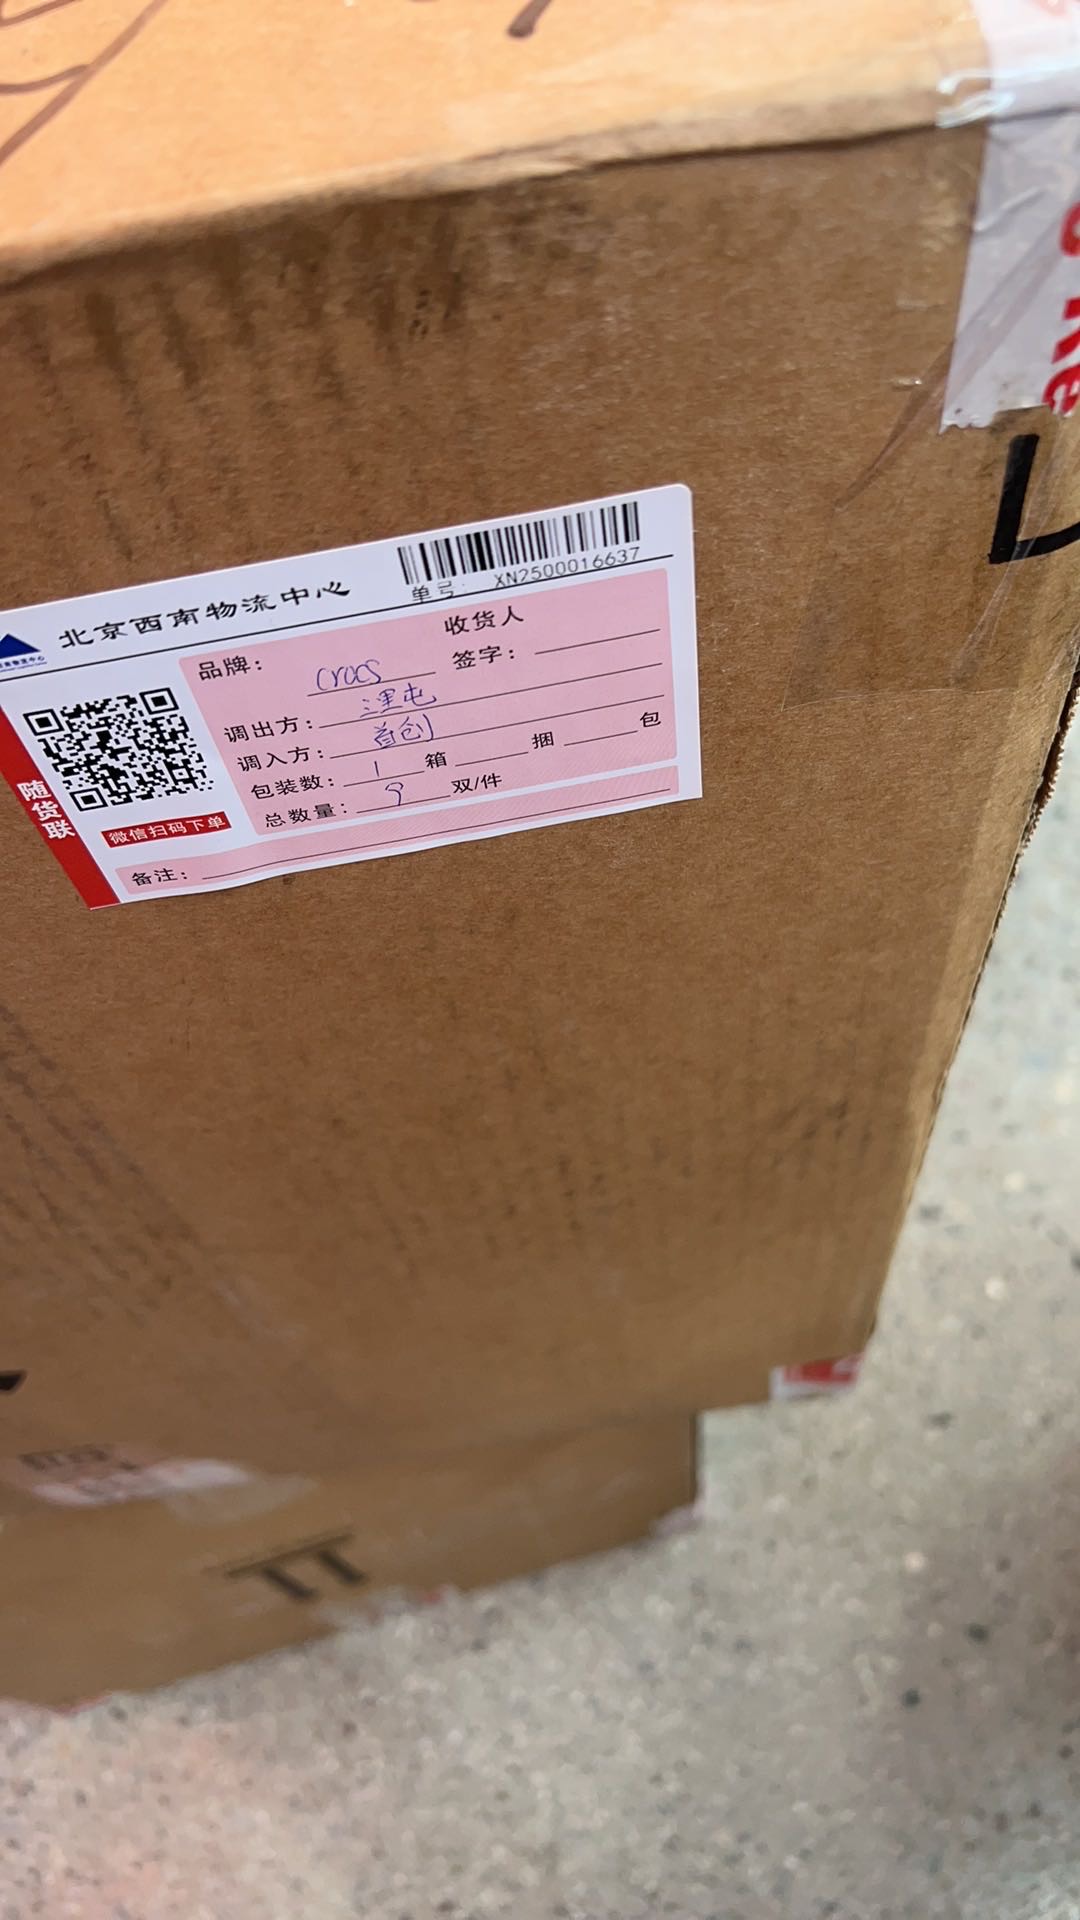 北京西南物流中心
单号: XN2500016637
收货人
品牌: crocs 签字:
调出方: 三里屯
调入方: 首创
包装数: 1 箱 捆 包
总数量: 9 双/件
备注:
随货联
微信扫码下单